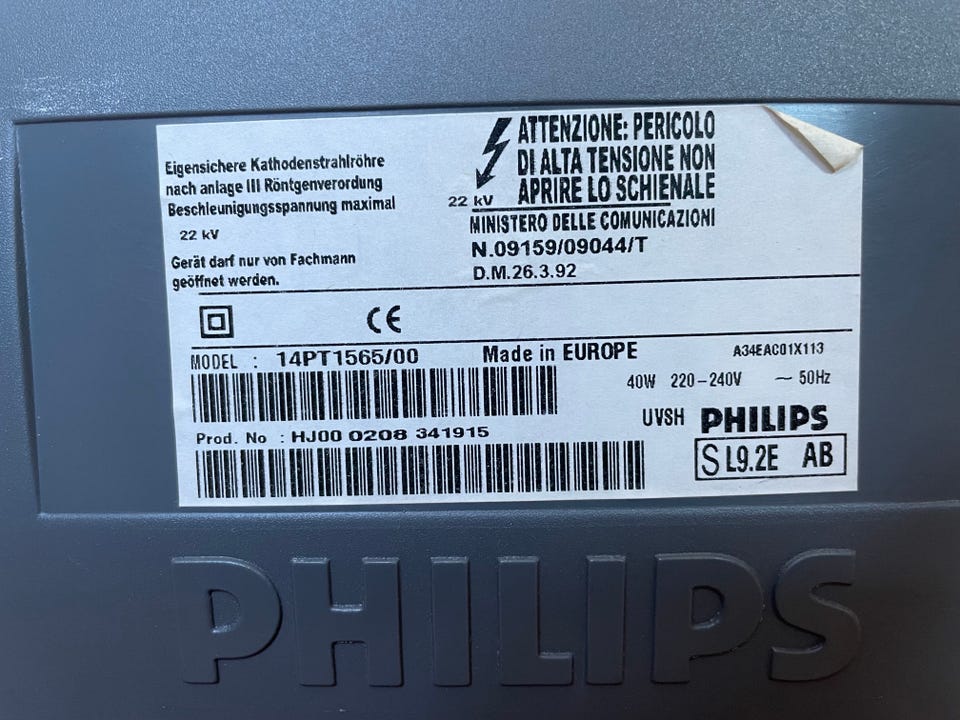 Eigensichere Kathodenstrahlröhre
nach anlage III Röntgenverordung
Beschleunigungsspannung maximal
22 kV
Gerät darf nur von Fachmann
geöffnet werden.
ATTENZIONE: PERICOLO
DI ALTA TENSIONE NON
APRIRE LO SCHIENALE
22 kV
MINISTERO DELLE COMUNICAZIONI
N.09159/09044/T
D.M.26.3.92
CE
MODEL : 14PT1565/00 Made in EUROPE A34EAC01X113
40W 220-240V ~ 50Hz
UVSH PHILIPS
Prod. No : HJ00 0208 341915
S L9.2E AB
PHILIPS